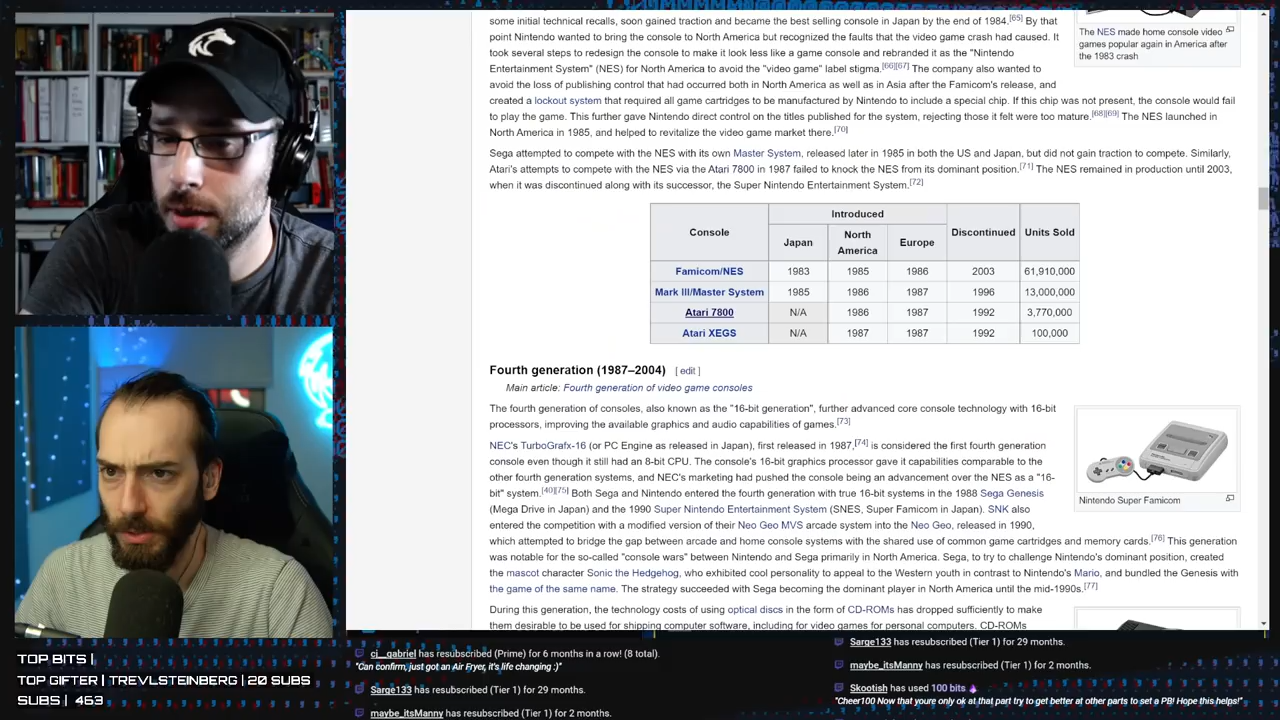 some initial technical recalls, soon gained traction and became the best selling console in Japan by the end of 1984.[65] By that
point Nintendo wanted to bring the console to North America but recognized the faults that the video game crash had caused. It
took several steps to redesign the console to make it look less like a game console and rebranded it as the "Nintendo
Entertainment System" (NES) for North America to avoid the "video game" label stigma.[66][67] The company also wanted to
avoid the loss of publishing control that had occurred both in North America as well as in Asia after the Famicom's release, and
created a lockout system that required all game cartridges to be manufactured by Nintendo to include a special chip. If this chip was not present, the console would fail
to play the game. This further gave Nintendo direct control on the titles published for the system, rejecting those it felt were too mature.[68][69] The NES launched in
North America in 1985, and helped to revitalize the video game market there.[70]
The NES made home console video
games popular again in America after
the 1983 crash
Sega attempted to compete with the NES with its own Master System, released later in 1985 in both the US and Japan, but did not gain traction to compete. Similarly,
Atari's attempts to compete with the NES via the Atari 7800 in 1987 failed to knock the NES from its dominant position.[71] The NES remained in production until 2003,
when it was discontinued along with its successor, the Super Nintendo Entertainment System.[72]
Console Introduced Discontinued Units Sold
Japan North America Europe
Famicom/NES 1983 1985 1986 2003 61,910,000
Mark III/Master System 1985 1986 1987 1996 13,000,000
Atari 7800 N/A 1986 1987 1992 3,770,000
Atari XEGS N/A 1987 1987 1992 100,000
Fourth generation (1987–2004) [ edit ]
Main article: Fourth generation of video game consoles
The fourth generation of consoles, also known as the "16-bit generation", further advanced core console technology with 16-bit
processors, improving the available graphics and audio capabilities of games.[73]
NEC's TurboGrafx-16 (or PC Engine as released in Japan), first released in 1987,[74] is considered the first fourth generation
console even though it still had an 8-bit CPU. The console's 16-bit graphics processor gave it capabilities comparable to the
other fourth generation systems, and NEC's marketing had pushed the console being an advancement over the NES as a "16-
bit" system.[40][75] Both Sega and Nintendo entered the fourth generation with true 16-bit systems in the 1988 Sega Genesis
(Mega Drive in Japan) and the 1990 Super Nintendo Entertainment System (SNES, Super Famicom in Japan). SNK also
entered the competition with a modified version of their Neo Geo MVS arcade system into the Neo Geo, released in 1990,
which attempted to bridge the gap between arcade and home console systems with the shared use of common game cartridges and memory cards.[76] This generation
was notable for the so-called "console wars" between Nintendo and Sega primarily in North America. Sega, to try to challenge Nintendo's dominant position, created
the mascot character Sonic the Hedgehog, who exhibited cool personality to appeal to the Western youth in contrast to Nintendo's Mario, and bundled the Genesis with
the game of the same name. The strategy succeeded with Sega becoming the dominant player in North America until the mid-1990s.[77]
Nintendo Super Famicom
During this generation, the technology costs of using optical discs in the form of CD-ROMs has dropped sufficiently to make
them desirable to be used for shipping computer software, including for video games for personal computers. CD-ROMs
TOP BITS |
TOP GIFTER | TREVLSTEINBERG | 20 SUBS
SUBS | 463
ci__gabriel has resubscribed (Prime) for 6 months in a row! (8 total).
"Can confirm, just got an Air Fryer, it's life changing :)"
Sarge133 has resubscribed (Tier 1) for 29 months.
maybe_itsManny has resubscribed (Tier 1) for 2 months.
Sarge133 has resubscribed (Tier 1) for 29 months.
maybe_itsManny has resubscribed (Tier 1) for 2 months.
Skootish has used 100 bits
"Cheer100 Now that youre only ok at that part try to get better at other parts to set a PB! Hope this helps!"